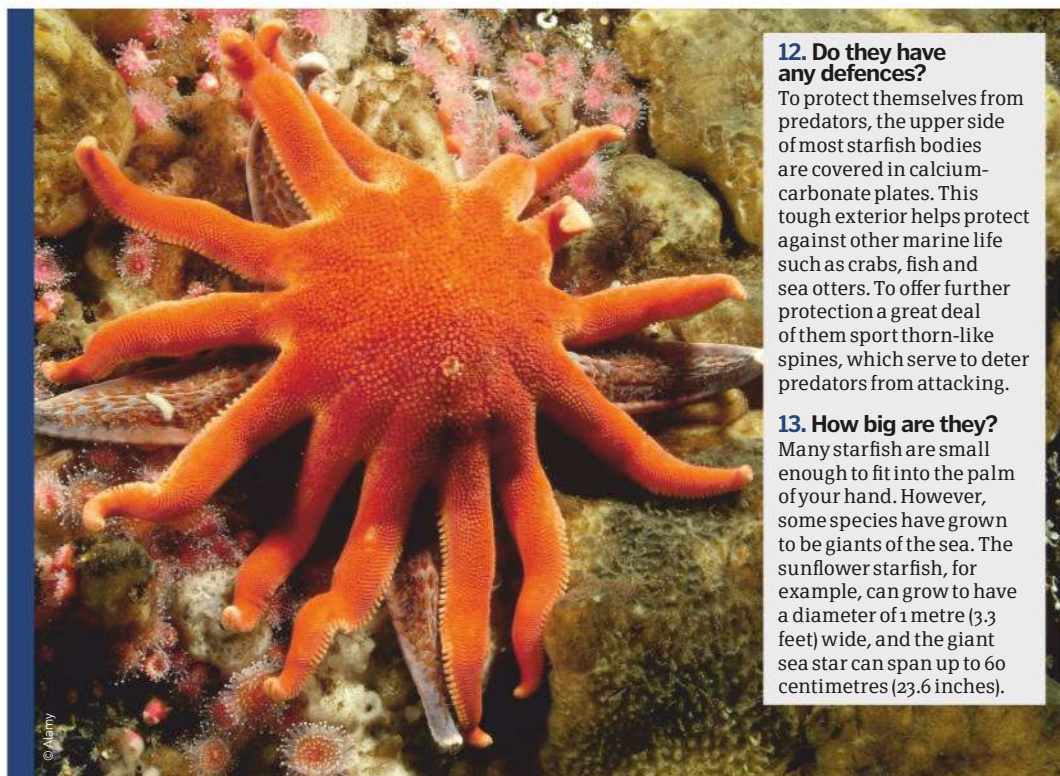 12. Do they have
any defences?
To protect themselves from
predators, the upper side
of most starfish bodies
are covered in calcium-
carbonate plates. This
tough exterior helps protect
against other marine life
such as crabs, fish and
sea otters. To offer further
protection a great deal
of them sport thorn-like
spines, which serve to deter
predators from attacking.
13. How big are they?
Many starfish are small
enough to fit into the palm
of your hand. However,
some species have grown
to be giants of the sea. The
sunflower starfish, for
example, can grow to have
a diameter of 1 metre (3.3
feet) wide, and the giant
sea star can span up to 60
centimetres (23.6 inches).
© Alamy